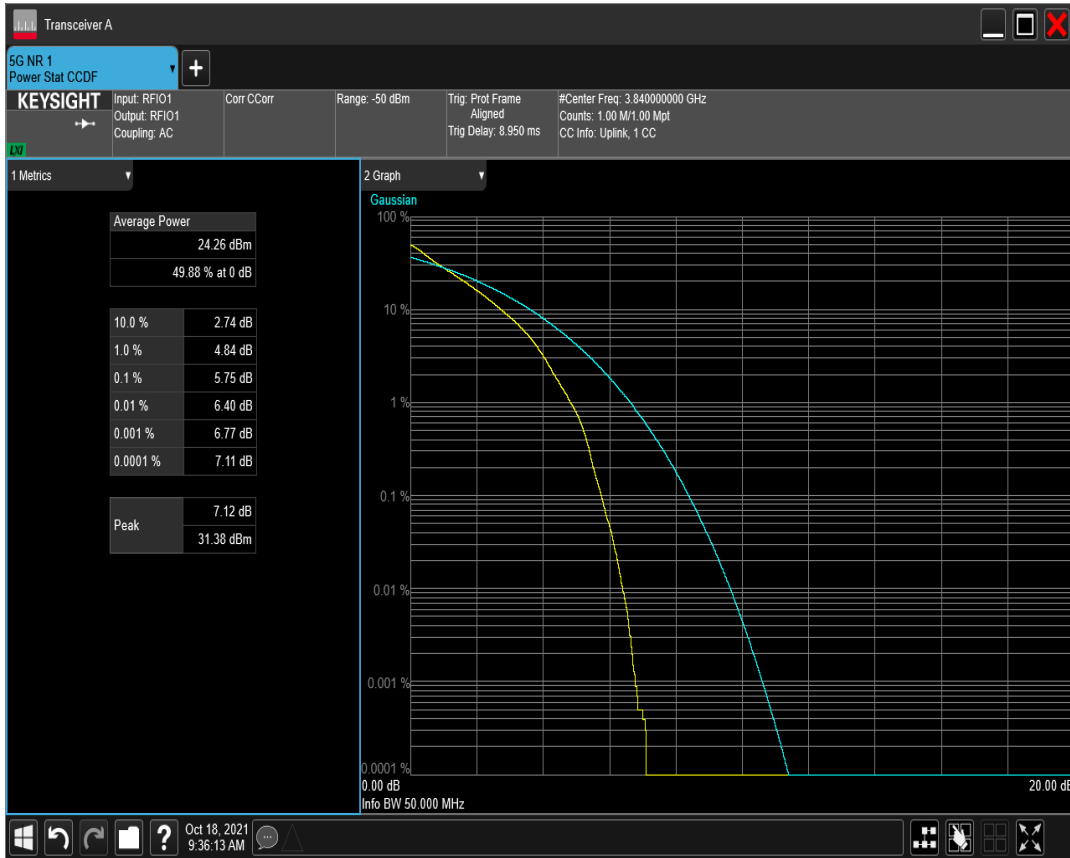 Transceiver A
5G NR 1
Power Stat CCDF
KEYSIGHT
LXI
Input: RFIO1
Output: RFIO1
Coupling: AC
Corr CCorr
Range: -50 dBm
Trig: Prot Frame
Aligned
Trig Delay: 8.950 ms
#Center Freq: 3.840000000 GHz
Counts: 1.00 M/1.00 Mpt
CC Info: Uplink, 1 CC
1 Metrics
Average Power
24.26 dBm
49.88 % at 0 dB
10.0 % 2.74 dB
1.0 % 4.84 dB
0.1 % 5.75 dB
0.01 % 6.40 dB
0.001 % 6.77 dB
0.0001 % 7.11 dB
Peak 7.12 dB
31.38 dBm
2 Graph
Gaussian
100 %
10 %
1 %
0.1 %
0.01 %
0.001 %
0.0001 %
0.00 dB 20.00 dB
Info BW 50.000 MHz
? Oct 18, 2021
9:36:13 AM